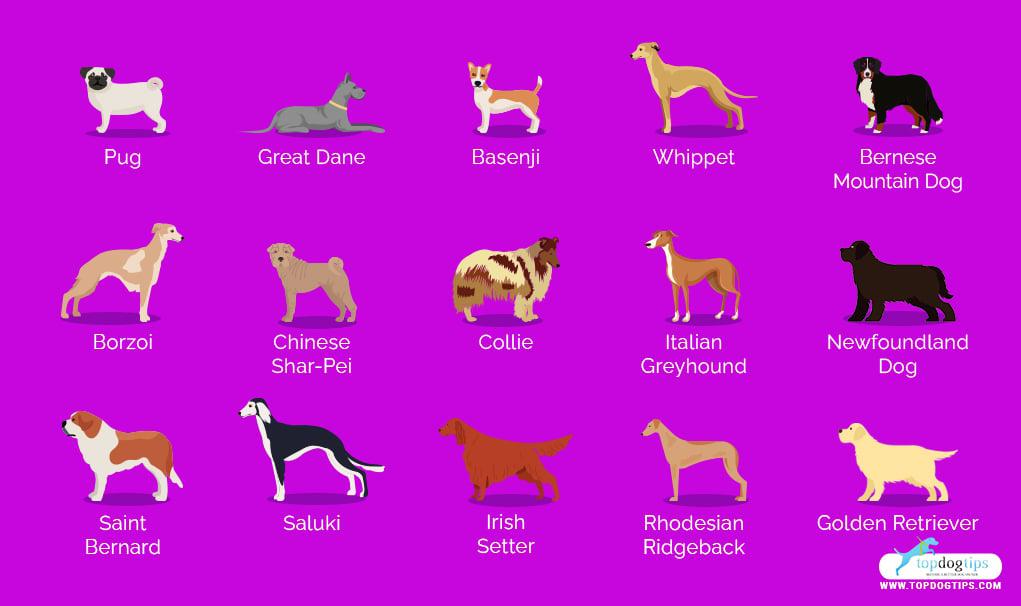 Pug
Great Dane
Basenji
Whippet
Bernese
Mountain Dog
Borzoi
Chinese
Shar-Pei
Collie
Italian
Greyhound
Newfoundland
Dog
Saint
Bernard
Saluki
Irish
Setter
Rhodesian
Ridgeback
Golden Retriever
topdogtips
WWW.TOPDOGTIPS.COM